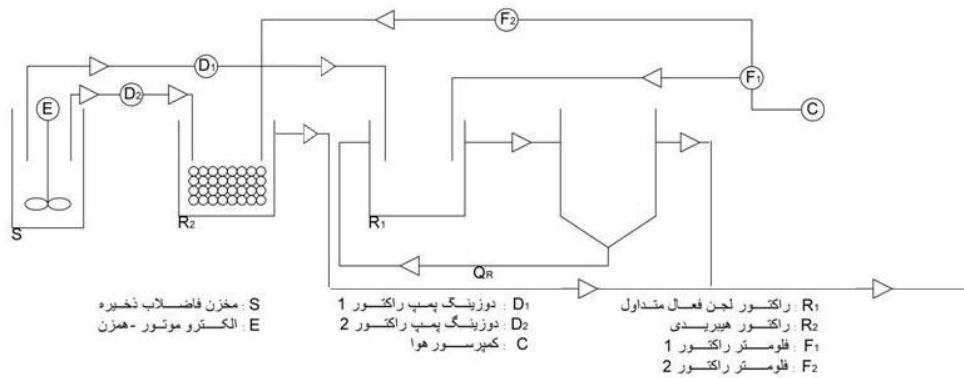 F2
D1
F1
D2
E
C
R2
R1
S
QR
S : مخزن فاضلاب ذخیره
E : الکترو موتور -همزن
D1 : دوزینگ پمپ راکتور 1
D2 : دوزینگ پمپ راکتور 2
C : کمپرسور هوا
R1 : راکتور لجن فعال متداول
R2 : راکتور هیبریدی
F1 : فلومتر راکتور 1
F2 : فلومتر راکتور 2